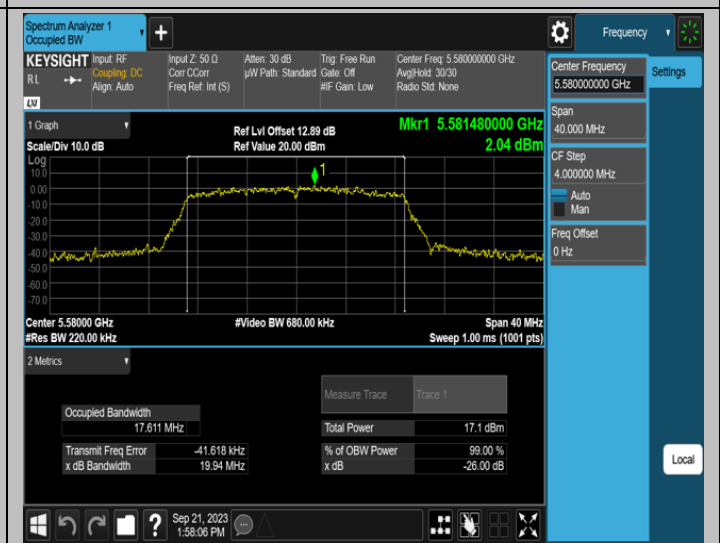 Spectrum Analyzer 1
Occupied BW
Frequency
KEYSIGHT
RL
LXI
Input: RF
Coupling: DC
Align: Auto
Input Z: 50 Ω
Corr CCorr
Freq Ref: Int (S)
Atten: 30 dB
µW Path: Standard
Trig: Free Run
Gate: Off
#IF Gain: Low
Center Freq: 5.580000000 GHz
Avg|Hold: 30/30
Radio Std: None
Center Frequency
5.580000000 GHz
Settings
Span
40.000 MHz
CF Step
4.000000 MHz
Auto
Man
Freq Offset
0 Hz
1 Graph
Scale/Div 10.0 dB
Ref Lvl Offset 12.89 dB
Ref Value 20.00 dBm
Mkr1 5.581480000 GHz
2.04 dBm
Log
10.0
0.00
-10.0
-20.0
-30.0
-40.0
-50.0
-60.0
-70.0
1
Center 5.58000 GHz
#Video BW 680.00 kHz
Span 40 MHz
#Res BW 220.00 kHz
Sweep 1.00 ms (1001 pts)
2 Metrics
Measure Trace Trace 1
Occupied Bandwidth
17.611 MHz
Total Power 17.1 dBm
Transmit Freq Error -41.618 kHz
% of OBW Power 99.00 %
x dB Bandwidth 19.94 MHz
x dB -26.00 dB
Local
Sep 21, 2023
1:58:06 PM